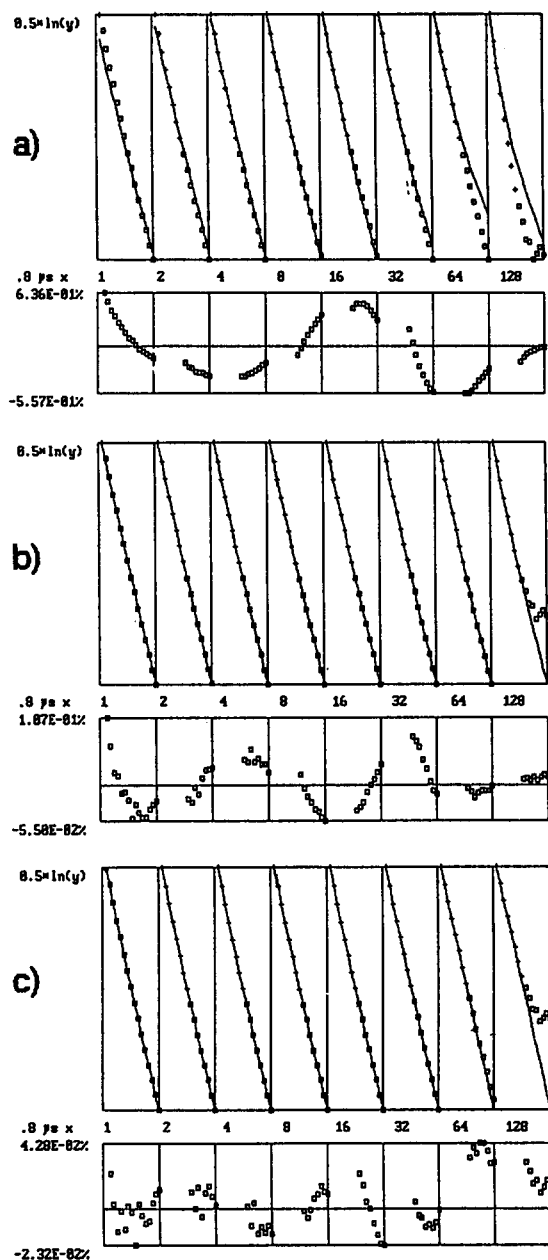 0.5*ln(y)
a)
.8 µs x 1 2 4 8 16 32 64 128
6.36E-01%
-5.57E-01%
0.5*ln(y)
b)
.8 µs x 1 2 4 8 16 32 64 128
1.07E-01%
-5.50E-02%
0.5*ln(y)
c)
.8 µs x 1 2 4 8 16 32 64 128
4.28E-02%
-2.32E-02%